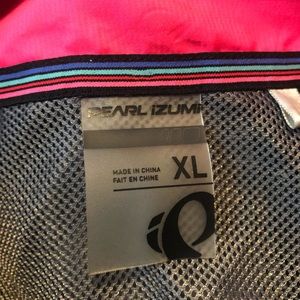 PEARL IZUMI
MADE IN CHINA
FAIT EN CHINE
XL